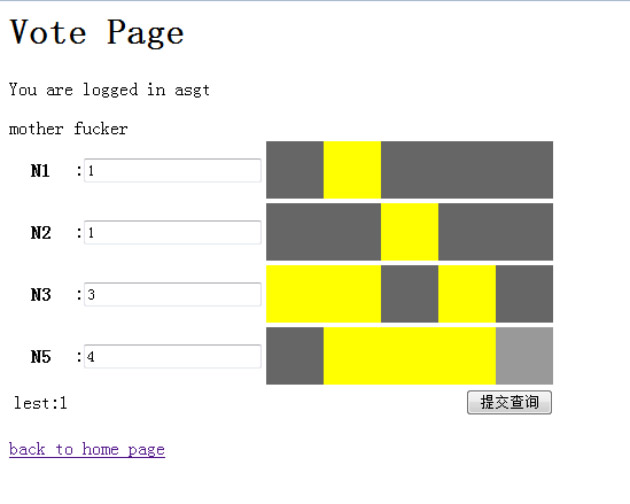 Vote Page
You are logged in asgt
mother fucker
N1 :1
N2 :1
N3 :3
N5 :4
lest:1 提交查询
back to home page